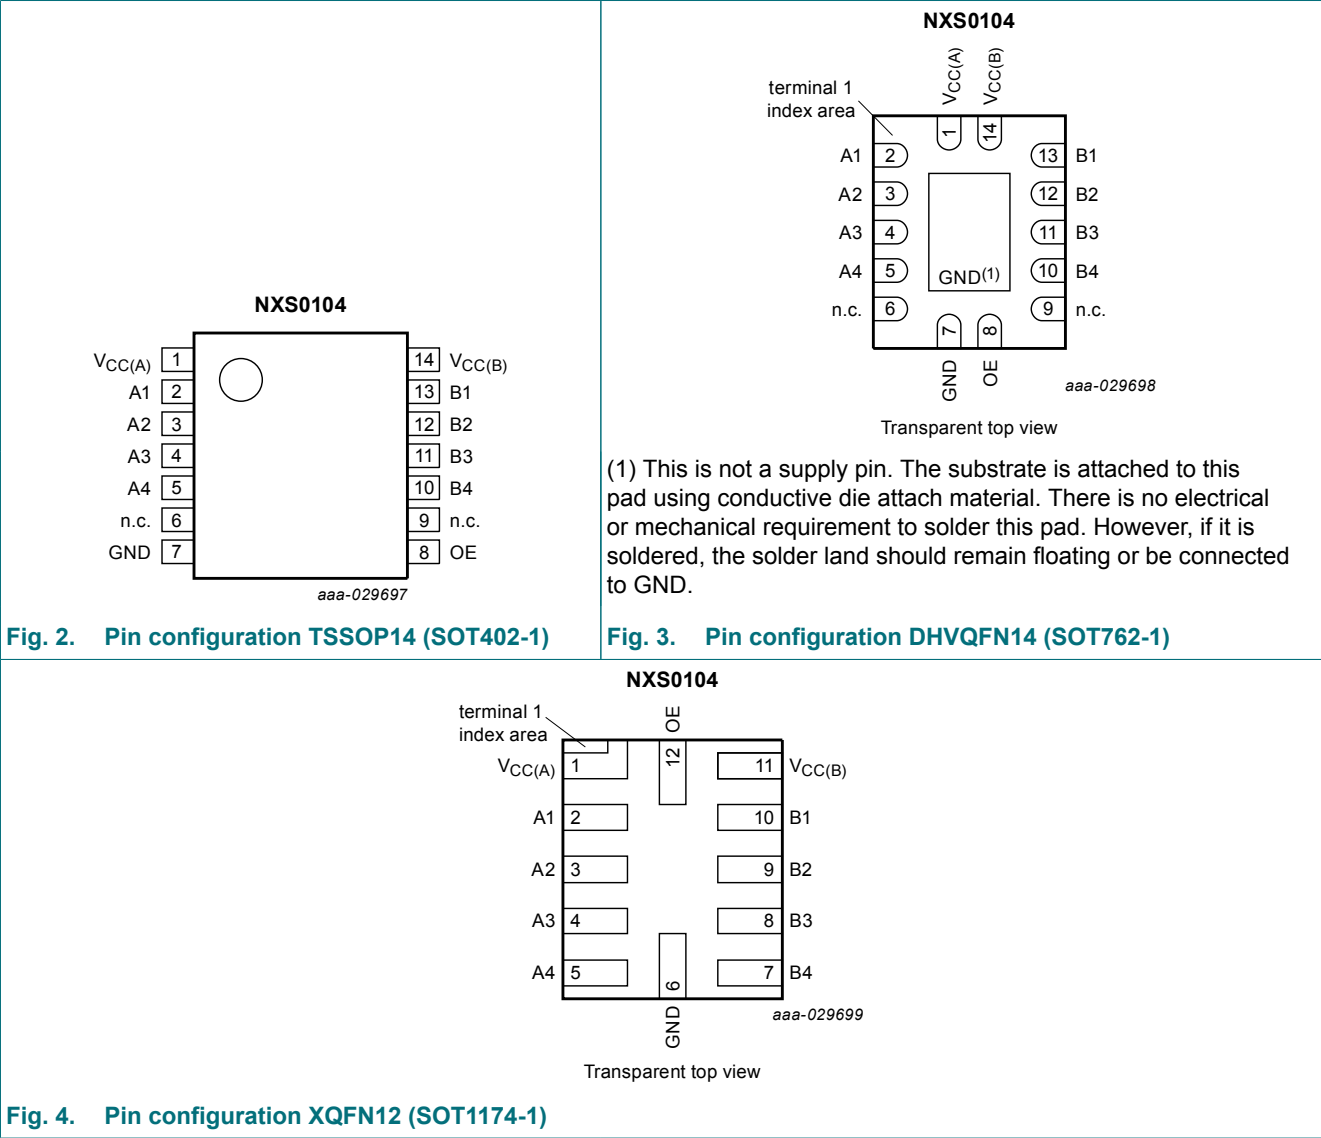 NXS0104
VCC(A) 1 14 VCC(B)
A1 2 13 B1
A2 3 12 B2
A3 4 11 B3
A4 5 10 B4
n.c. 6 9 n.c.
GND 7 8 OE
aaa-029697
Fig. 2. Pin configuration TSSOP14 (SOT402-1)
NXS0104
VCC(A) VCC(B)
terminal 1
index area
1 14
A1 2 13 B1
A2 3 12 B2
A3 4 11 B3
A4 5 10 B4
GND(1)
n.c. 6 9 n.c.
7 8
GND OE
aaa-029698
Transparent top view
(1) This is not a supply pin. The substrate is attached to this
pad using conductive die attach material. There is no electrical
or mechanical requirement to solder this pad. However, if it is
soldered, the solder land should remain floating or be connected
to GND.
Fig. 3. Pin configuration DHVQFN14 (SOT762-1)
NXS0104
terminal 1
index area
OE
12
VCC(A) 1 11 VCC(B)
A1 2 10 B1
A2 3 9 B2
A3 4 8 B3
A4 5 7 B4
6
GND
aaa-029699
Transparent top view
Fig. 4. Pin configuration XQFN12 (SOT1174-1)